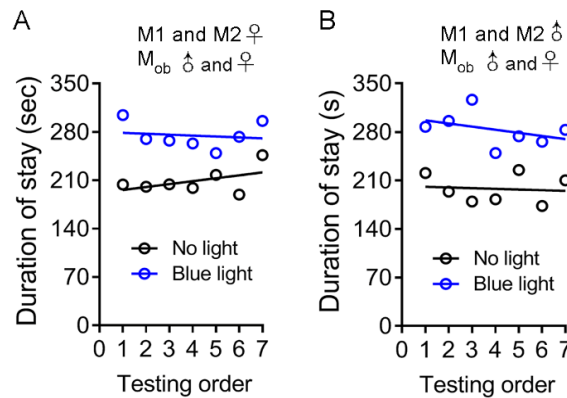 A
M1 and M2 ♀
Mob ♂ and ♀
Duration of stay (sec)
350
280
210
140
70
0
No light
Blue light
0 1 2 3 4 5 6 7
Testing order
B
M1 and M2 ♂
Mob ♂ and ♀
Duration of stay (s)
350
280
210
140
70
0
No light
Blue light
0 1 2 3 4 5 6 7
Testing order